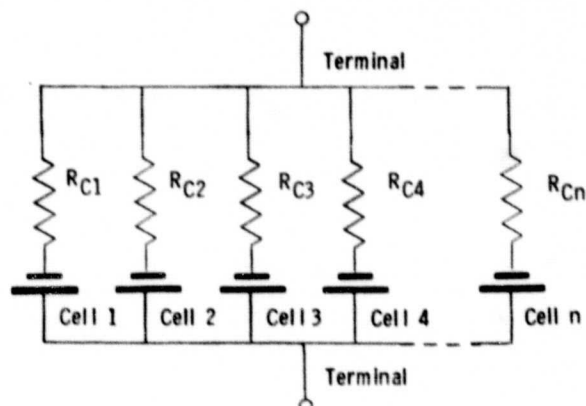 Terminal
RC1
RC2
RC3
RC4
RCn
Cell 1
Cell 2
Cell 3
Cell 4
Cell n
Terminal